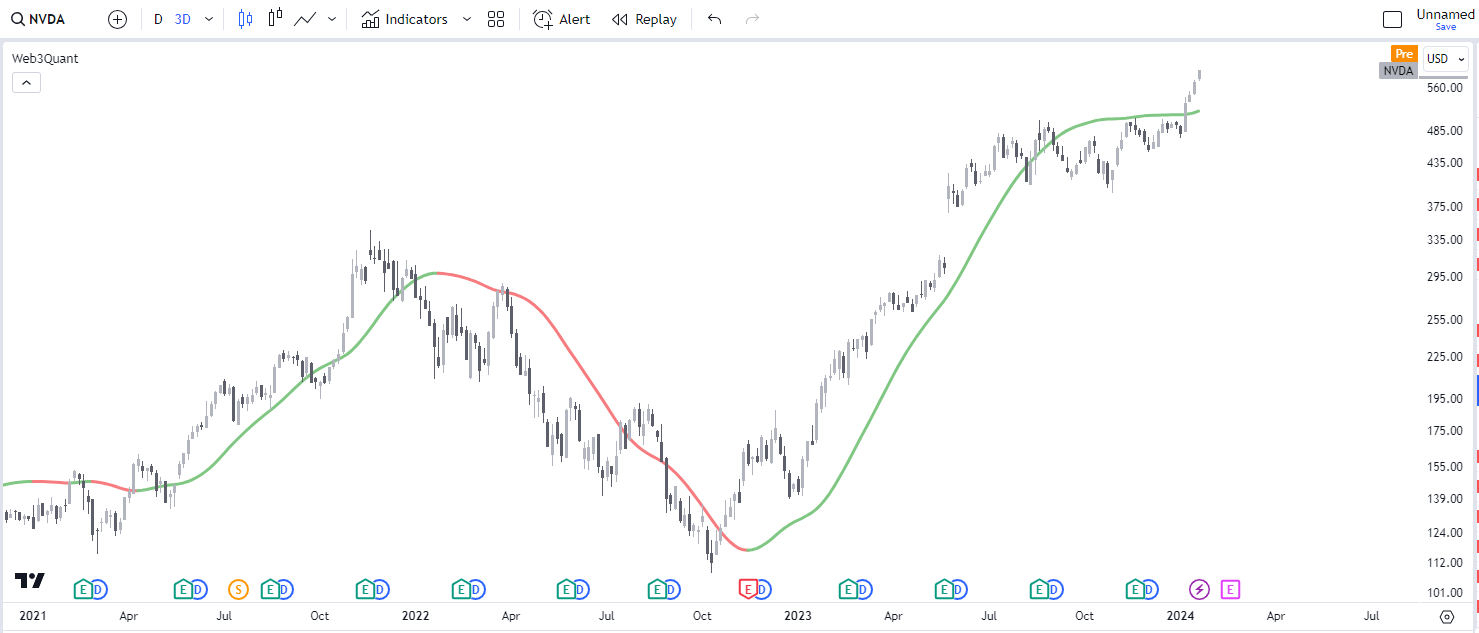 NVDA D 3D Indicators Alert Replay Unnamed
Save
Web3Quant
Pre
USD
NVDA
560.00
485.00
435.00
375.00
335.00
295.00
255.00
225.00
195.00
175.00
155.00
139.00
124.00
112.00
101.00
E D E D S E D E D E D E D E D E D E D E D E D E D E
2021 Apr Jul Oct 2022 Apr Jul Oct 2023 Apr Jul Oct 2024 Apr Jul